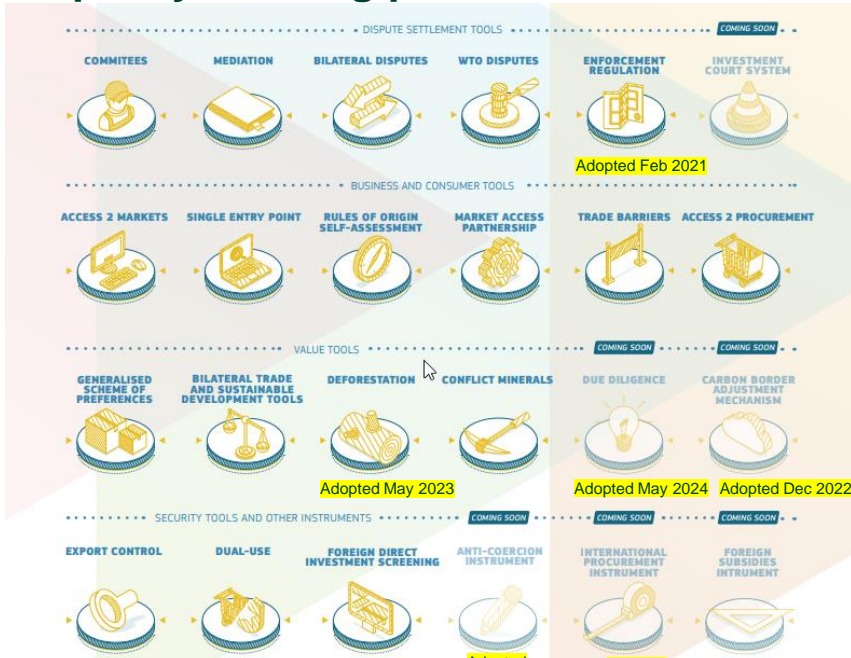 DISPUTE SETTLEMENT TOOLS
COMING SOON
COMMITEES
MEDIATION
BILATERAL DISPUTES
WTO DISPUTES
ENFORCEMENT
REGULATION
INVESTMENT
COURT SYSTEM
Adopted Feb 2021
BUSINESS AND CONSUMER TOOLS
ACCESS 2 MARKETS
SINGLE ENTRY POINT
RULES OF ORIGIN
SELF-ASSESSMENT
MARKET ACCESS
PARTNERSHIP
TRADE BARRIERS
ACCESS 2 PROCUREMENT
VALUE TOOLS
COMING SOON
COMING SOON
GENERALISED
SCHEME OF
PREFERENCES
BILATERAL TRADE
AND SUSTAINABLE
DEVELOPMENT TOOLS
DEFORESTATION
CONFLICT MINERALS
DUE DILIGENCE
CARBON BORDER
ADJUSTMENT
MECHANISM
Adopted May 2023
Adopted May 2024
Adopted Dec 2022
SECURITY TOOLS AND OTHER INSTRUMENTS
COMING SOON
COMING SOON
COMING SOON
EXPORT CONTROL
DUAL-USE
FOREIGN DIRECT
INVESTMENT SCREENING
ANTI-COERCION
INSTRUMENT
INTERNATIONAL
PROCUREMENT
INSTRUMENT
FOREIGN
SUBSIDIES
INTRUMENT